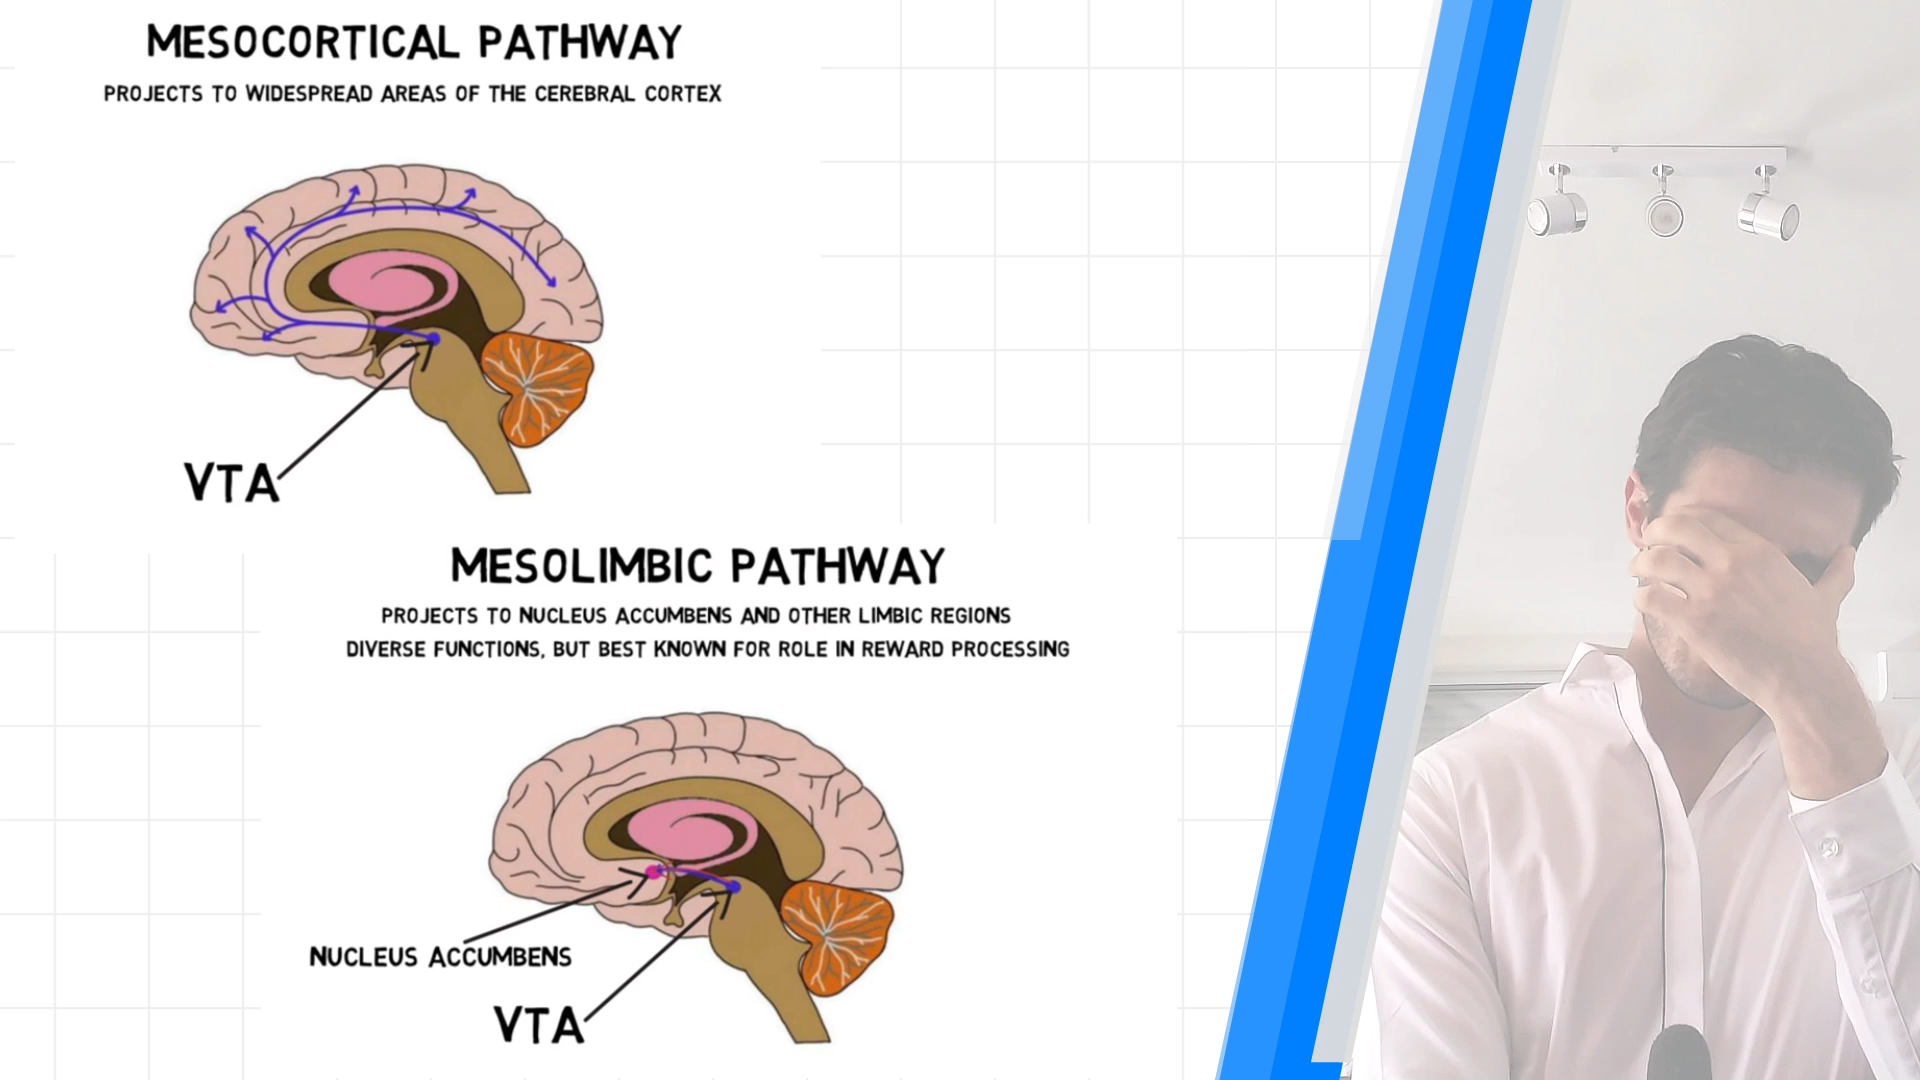 MESOCORTICAL PATHWAY
PROJECTS TO WIDESPREAD AREAS OF THE CEREBRAL CORTEX
VTA
MESOLIMBIC PATHWAY
PROJECTS TO NUCLEUS ACCUMBENS AND OTHER LIMBIC REGIONS
DIVERSE FUNCTIONS, BUT BEST KNOWN FOR ROLE IN REWARD PROCESSING
NUCLEUS ACCUMBENS
VTA